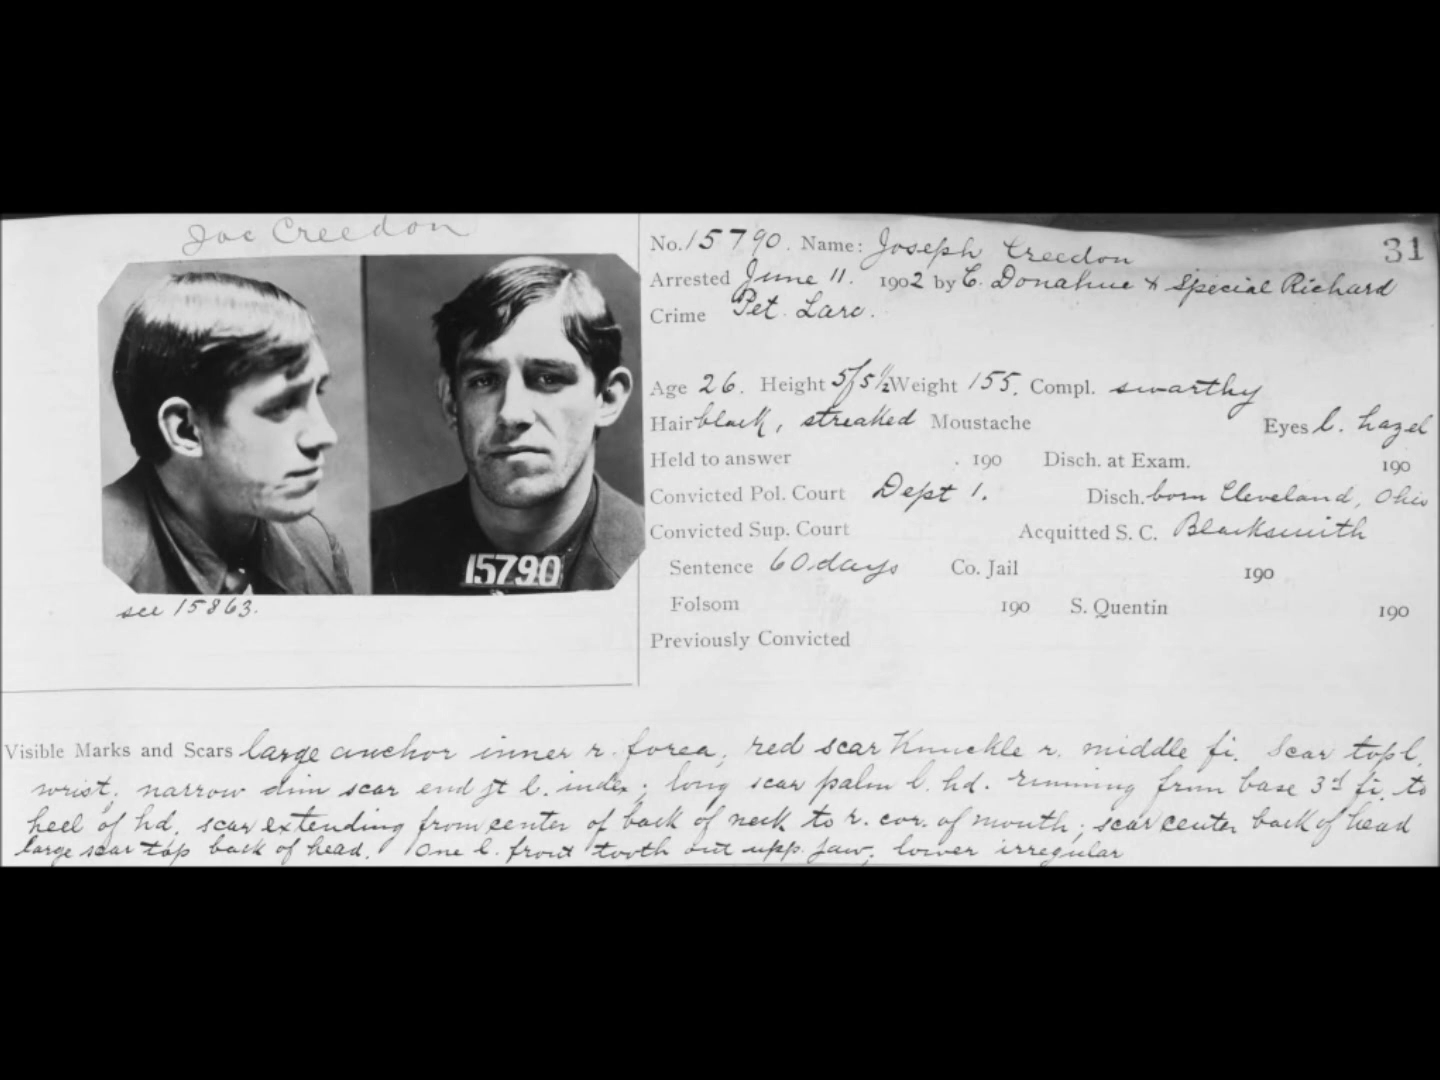 Joe Creedon
15790
see 15863.
No. 15790. Name: Joseph Creedon 31
Arrested June 11. 1902 by C. Donahue & Special Richard
Crime Pet. Larc.
Age 26. Height 5/5½ Weight 155. Compl. swarthy
Hair black, streaked Moustache Eyes l. hazel
Held to answer . 190 Disch. at Exam. 190
Convicted Pol. Court Dept 1. Disch. born Cleveland, Ohio
Convicted Sup. Court Acquitted S. C. Blacksmith
Sentence 60 days Co. Jail 190
Folsom 190 S. Quentin 190
Previously Convicted
Visible Marks and Scars large anchor inner r. forea; red scar Knuckle r. middle fi. Scar top l.
wrist; narrow dim scar end jt l. index; long scar palm l. hd. running from base 3d fi. to
heel of hd. scar extending from center of back of neck to r. cor. of mouth; scar center back of head
large scar top back of head. One l. front tooth out upp. jaw; lower irregular